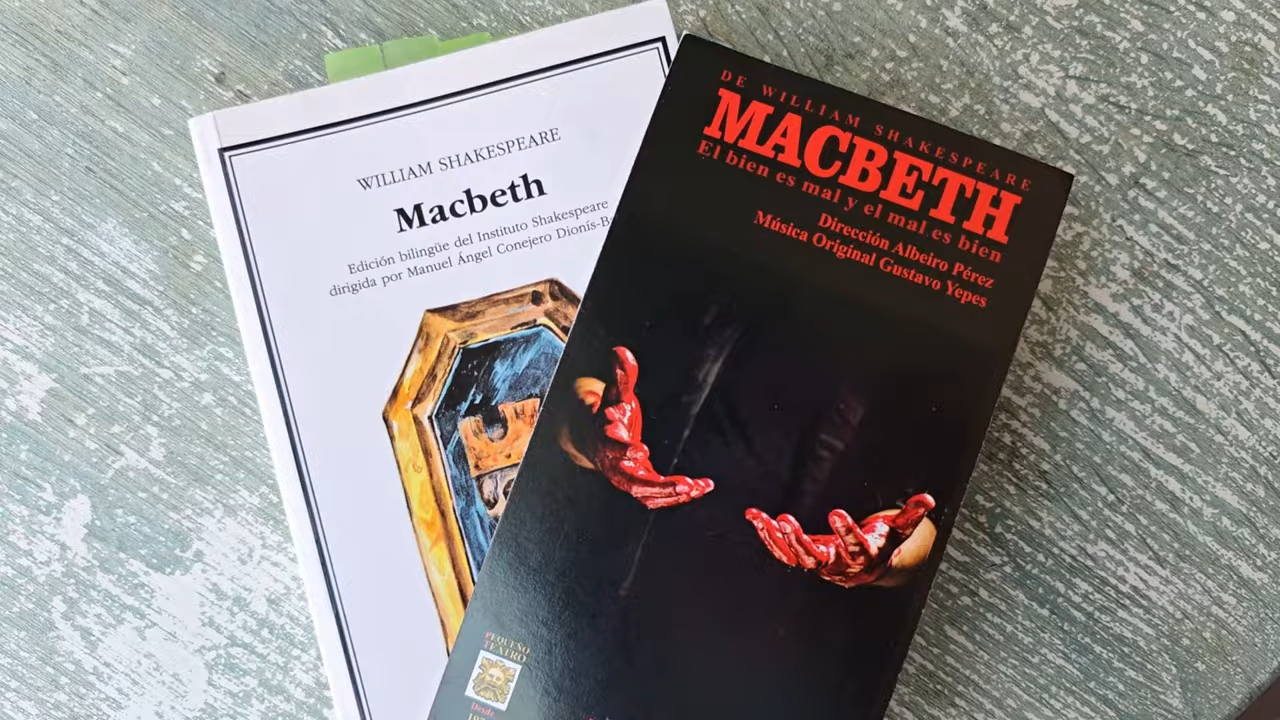 WILLIAM SHAKESPEARE
Macbeth
Edición bilingüe del Instituto Shakespeare
dirigida por Manuel Ángel Conejero Dionís-
DE WILLIAM SHAKESPEARE
MACBETH
El bien es mal y el mal es bien
Dirección Albeiro Pérez
Música Original Gustavo Yepes
PEQUEÑO
TEATRO
Desde